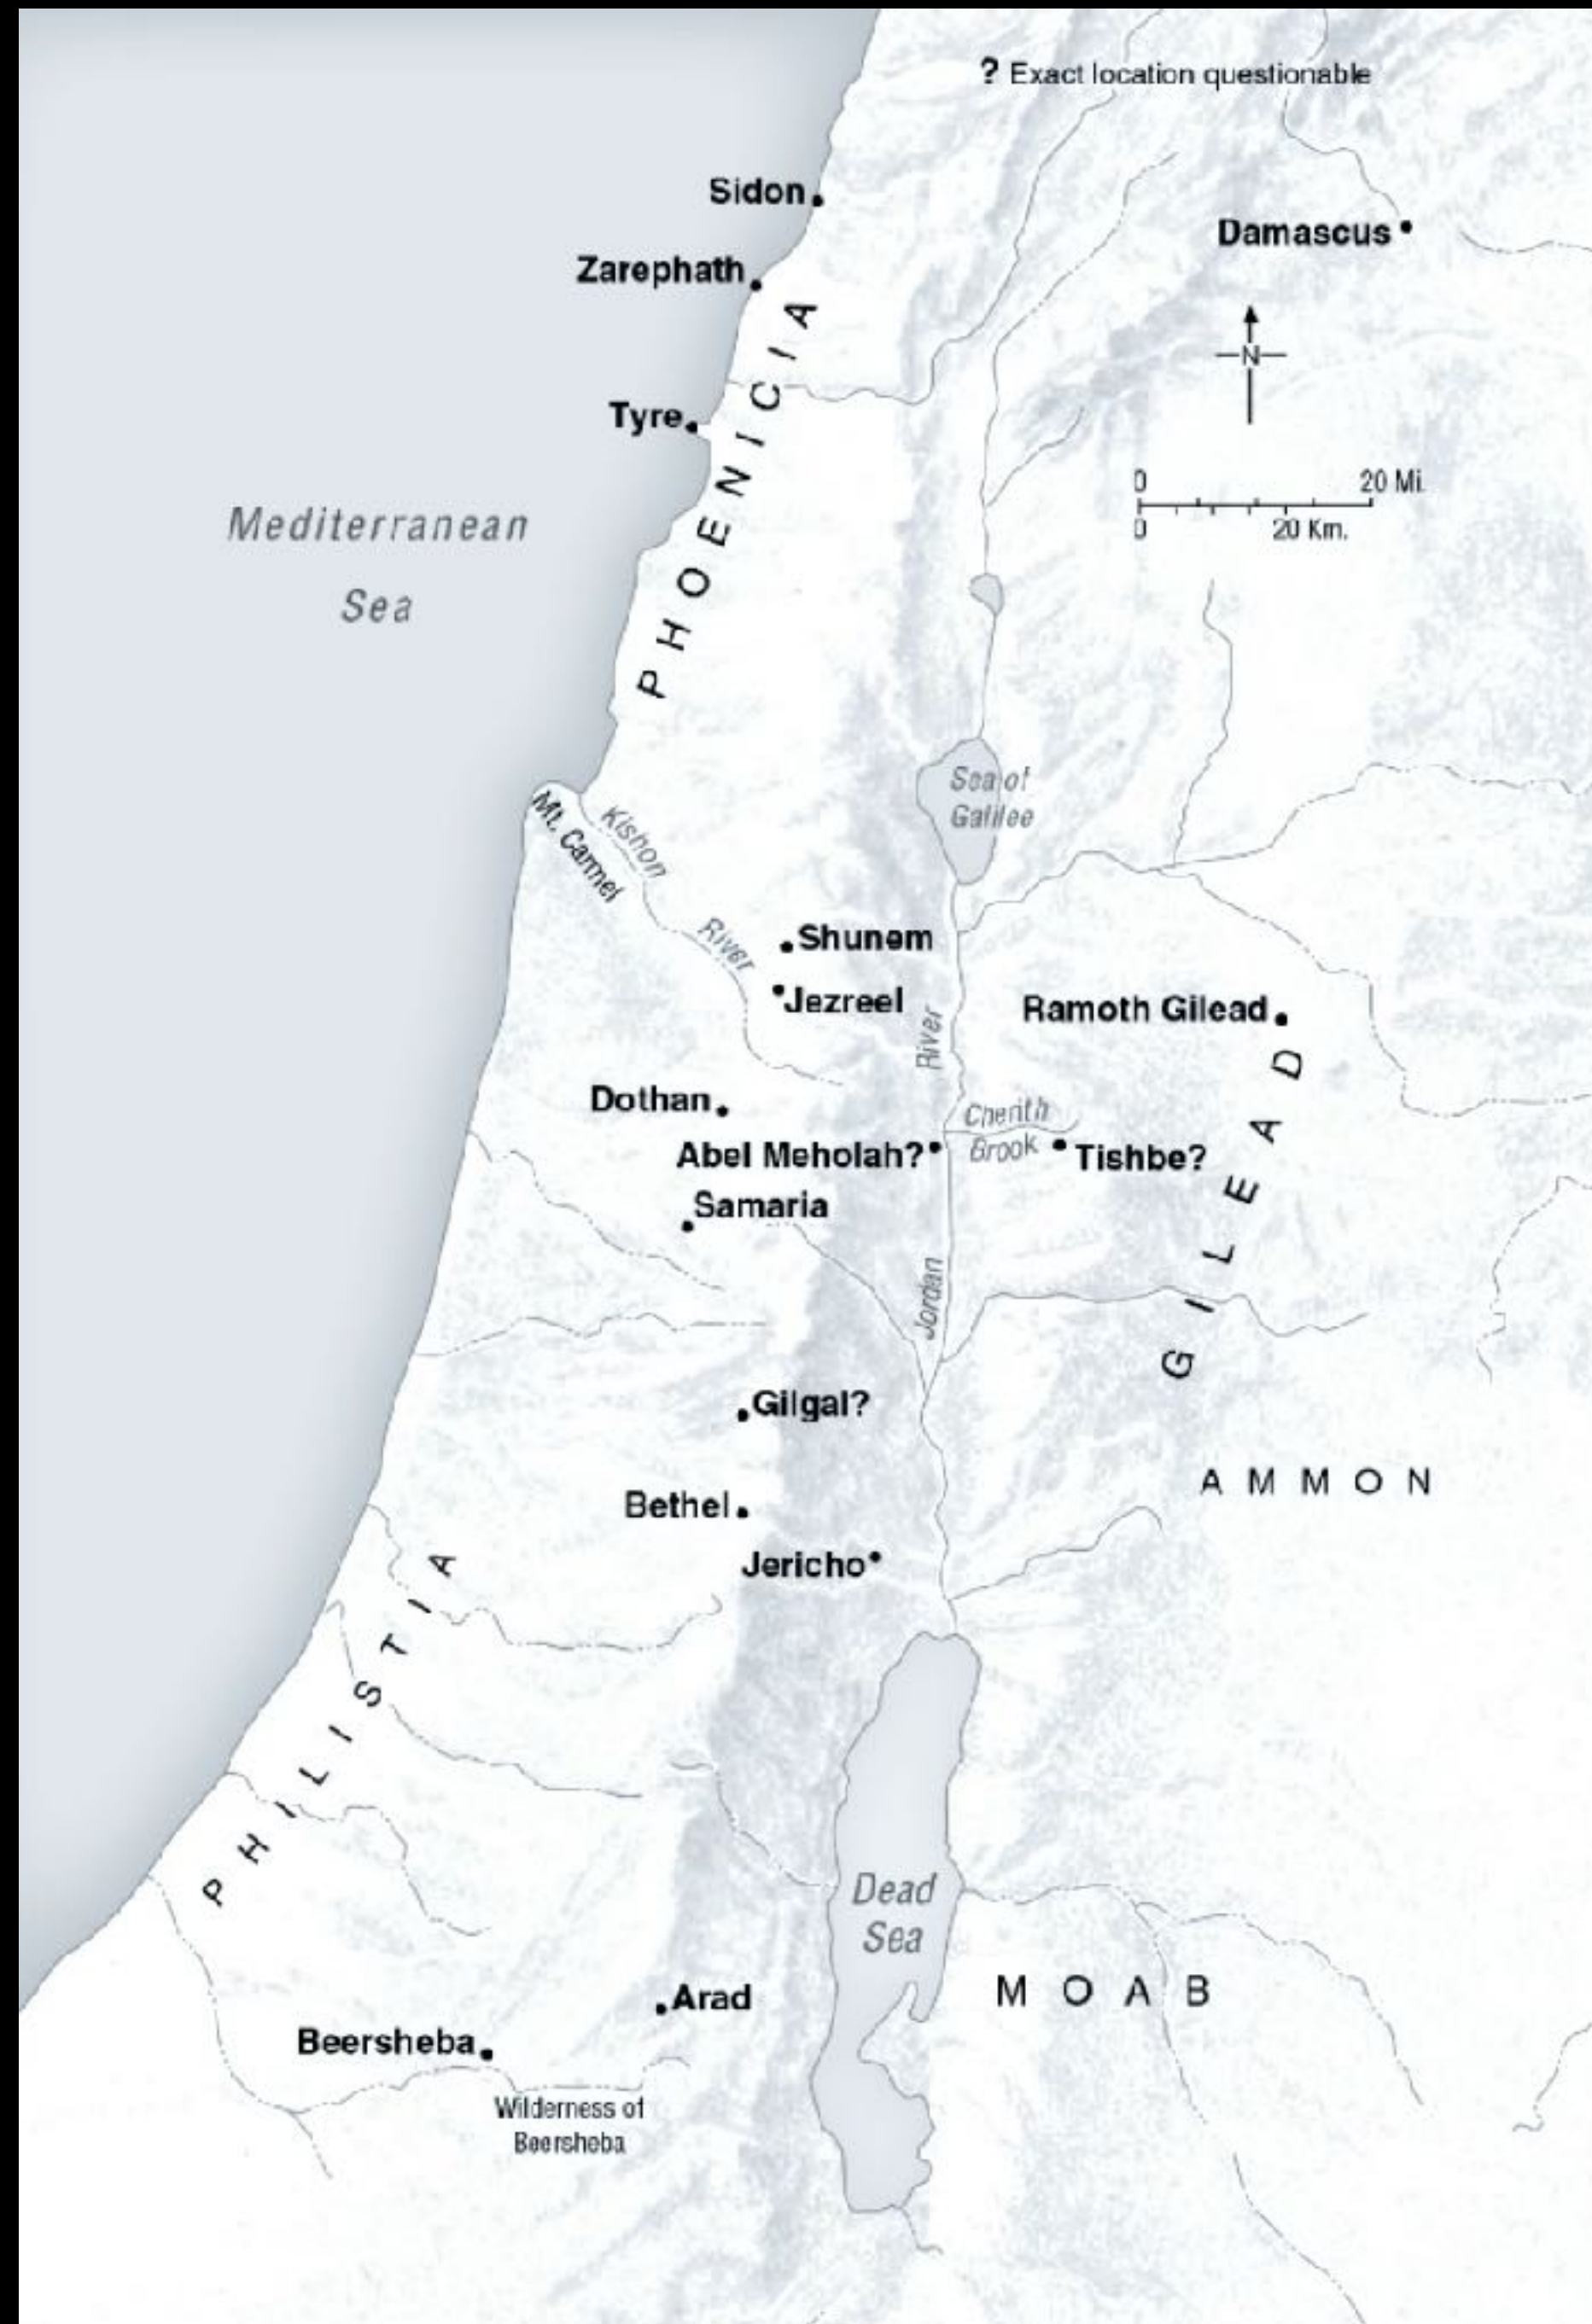 ? Exact location questionable
Sidon
Damascus
Zarephath
N
PHOENICIA
Tyre
0 20 Mi.
0 20 Km.
Mediterranean
Sea
Sea of
Galilee
Mt. Carmel
Kishon
River
Shunem
Jezreel
River
Ramoth Gilead
GILEAD
Dothan
Cherith
Brook
Abel Meholah?
Tishbe?
Samaria
Jordan
Gilgal?
AMMON
Bethel
Jericho
PHILISTIA
Dead
Sea
MOAB
Arad
Beersheba
Wilderness of
Beersheba